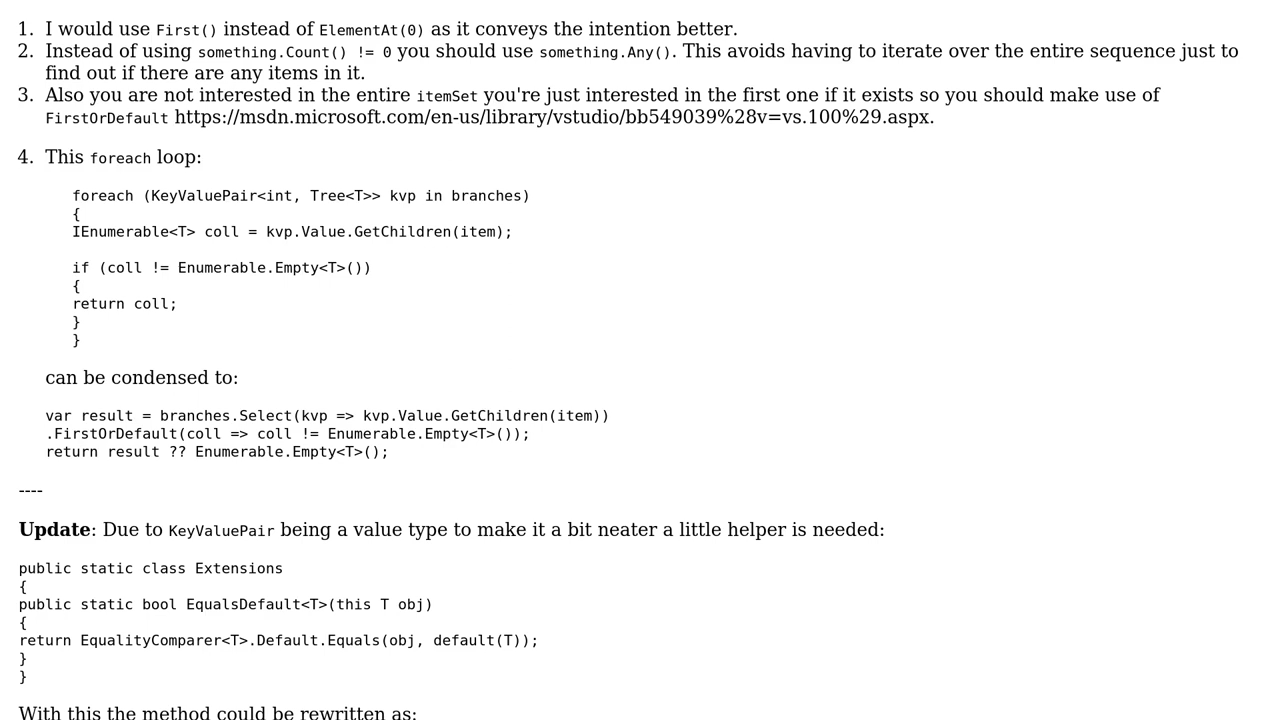 1. I would use First() instead of ElementAt(0) as it conveys the intention better.
2. Instead of using something.Count() != 0 you should use something.Any(). This avoids having to iterate over the entire sequence just to
find out if there are any items in it.
3. Also you are not interested in the entire itemSet you're just interested in the first one if it exists so you should make use of
FirstOrDefault https://msdn.microsoft.com/en-us/library/vstudio/bb549039%28v=vs.100%29.aspx.
4. This foreach loop:
foreach (KeyValuePair<int, Tree<T>> kvp in branches)
{
IEnumerable<T> coll = kvp.Value.GetChildren(item);
if (coll != Enumerable.Empty<T>())
{
return coll;
}
}
can be condensed to:
var result = branches.Select(kvp => kvp.Value.GetChildren(item))
.FirstOrDefault(coll => coll != Enumerable.Empty<T>());
return result ?? Enumerable.Empty<T>();
----
Update: Due to KeyValuePair being a value type to make it a bit neater a little helper is needed:
public static class Extensions
{
public static bool EqualsDefault<T>(this T obj)
{
return EqualityComparer<T>.Default.Equals(obj, default(T));
}
}
With this the method could be rewritten as: